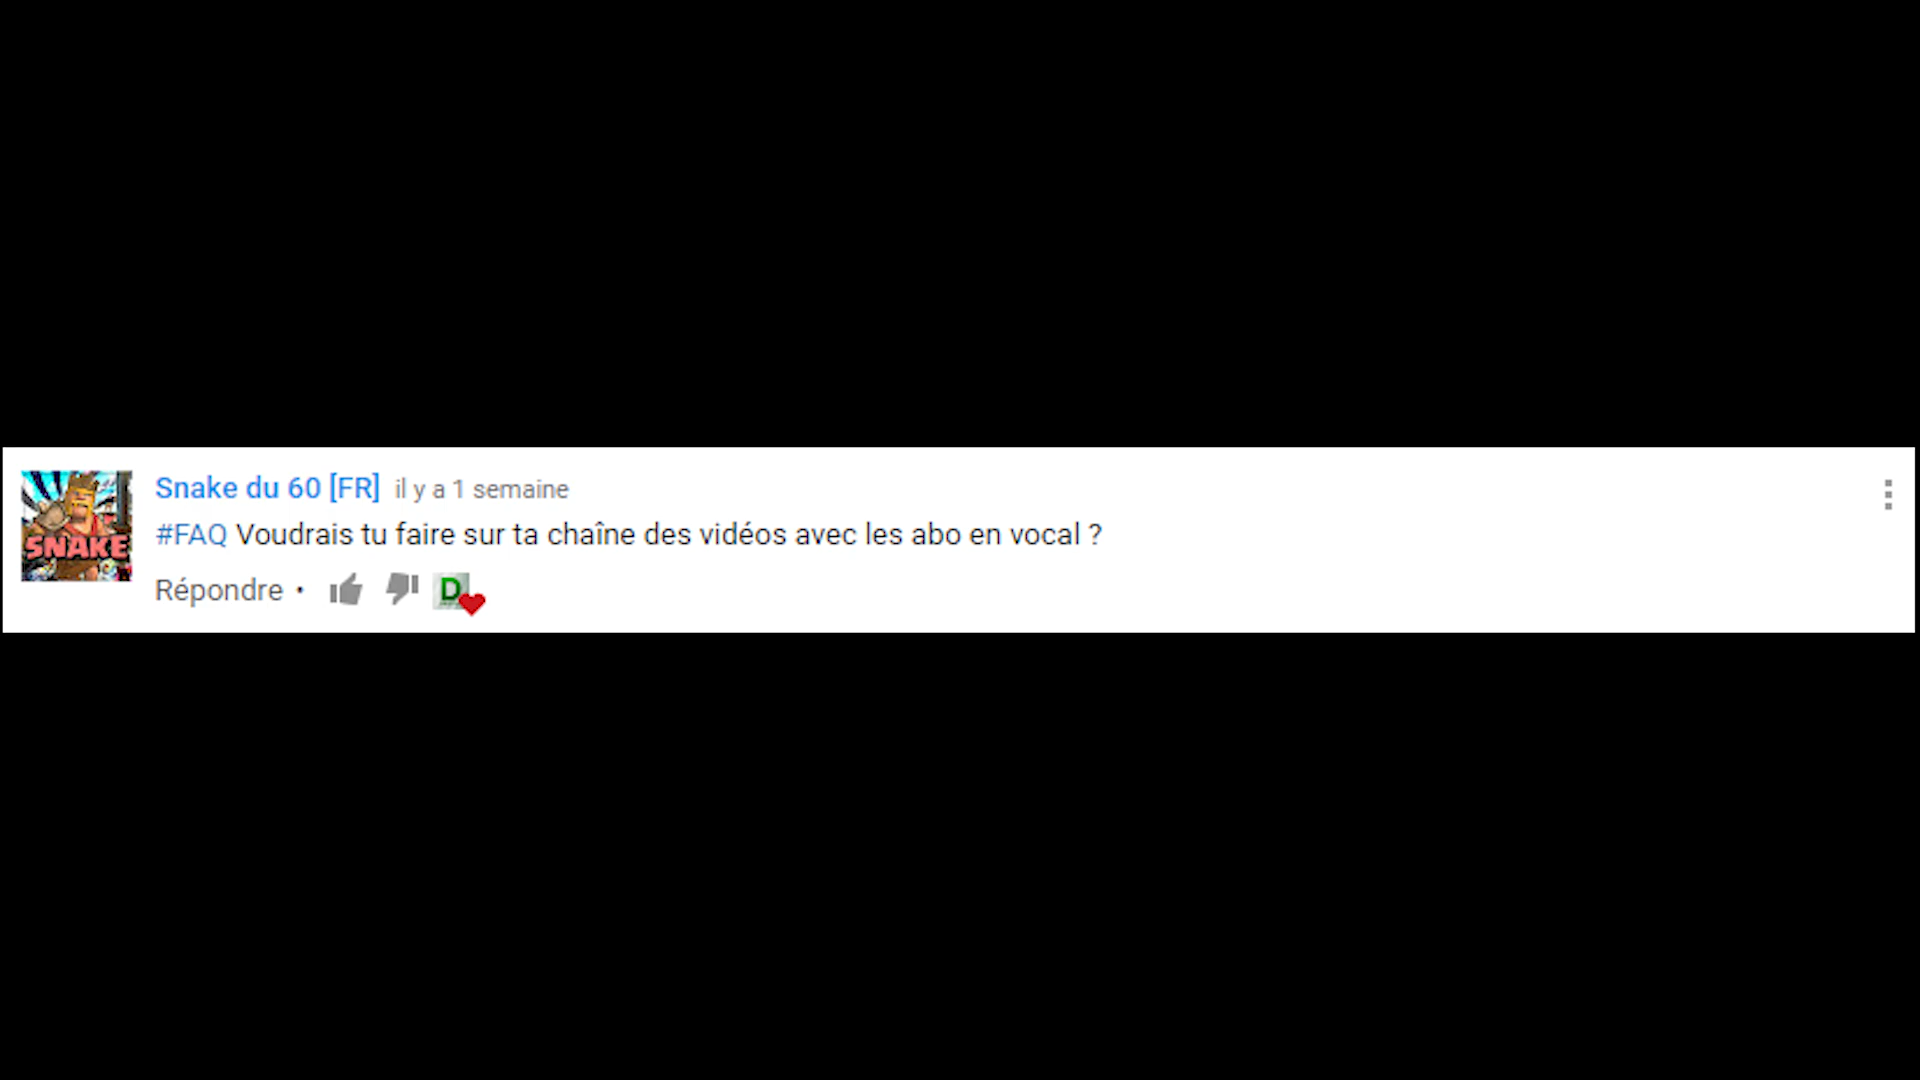 Snake du 60 [FR] il y a 1 semaine
#FAQ Voudrais tu faire sur ta chaîne des vidéos avec les abo en vocal ?
SNAKE
Répondre •
D